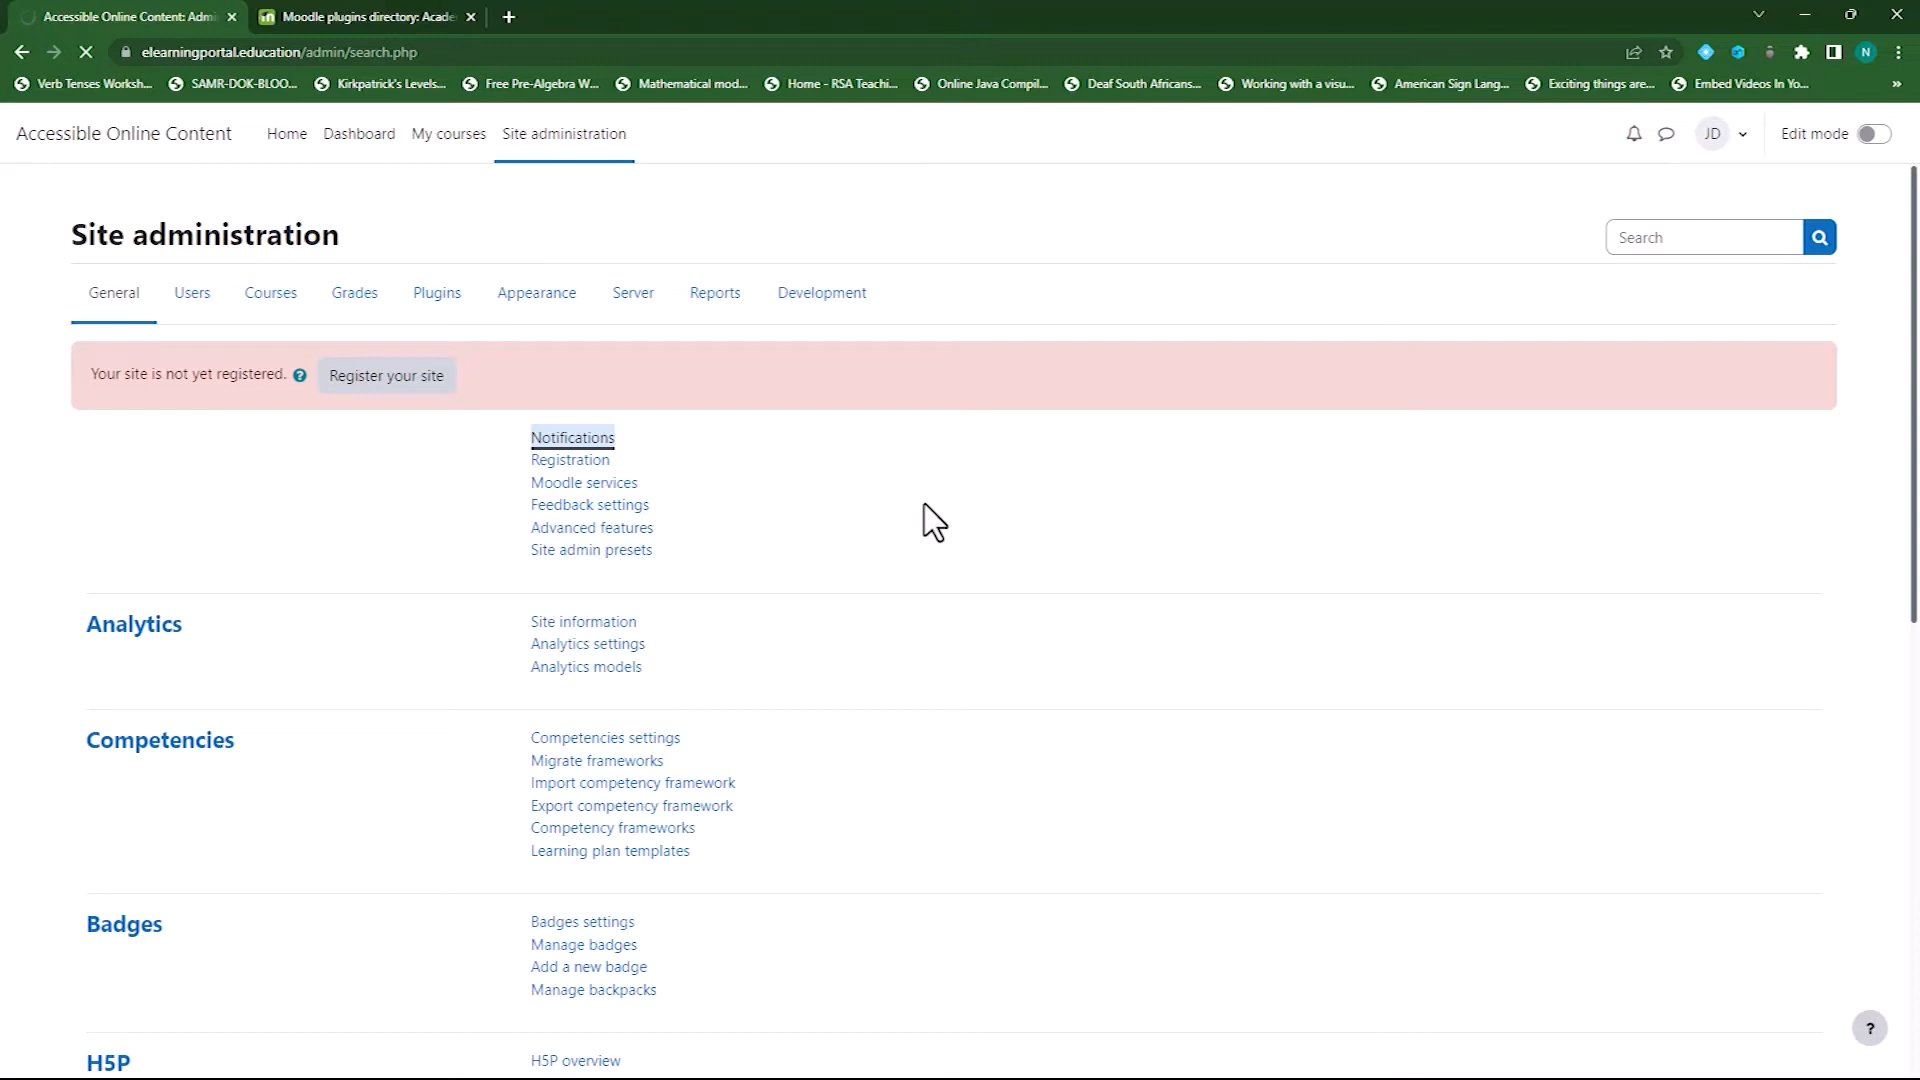 Accessible Online Content: Admi
Moodle plugins directory: Acade
elearningportal.education/admin/search.php
N
Verb Tenses Worksh...
SAMR-DOK-BLOO...
Kirkpatrick's Levels...
Free Pre-Algebra W...
Mathematical mod...
Home - RSA Teachi...
Online Java Compil...
Deaf South Africans...
Working with a visu...
American Sign Lang...
Exciting things are...
Embed Videos In Yo...
Accessible Online Content
Home
Dashboard
My courses
Site administration
JD
Edit mode
Site administration
Search
General
Users
Courses
Grades
Plugins
Appearance
Server
Reports
Development
Your site is not yet registered.
?
Register your site
Notifications
Registration
Moodle services
Feedback settings
Advanced features
Site admin presets
Analytics
Site information
Analytics settings
Analytics models
Competencies
Competencies settings
Migrate frameworks
Import competency framework
Export competency framework
Competency frameworks
Learning plan templates
Badges
Badges settings
Manage badges
Add a new badge
Manage backpacks
?
H5P
H5P overview